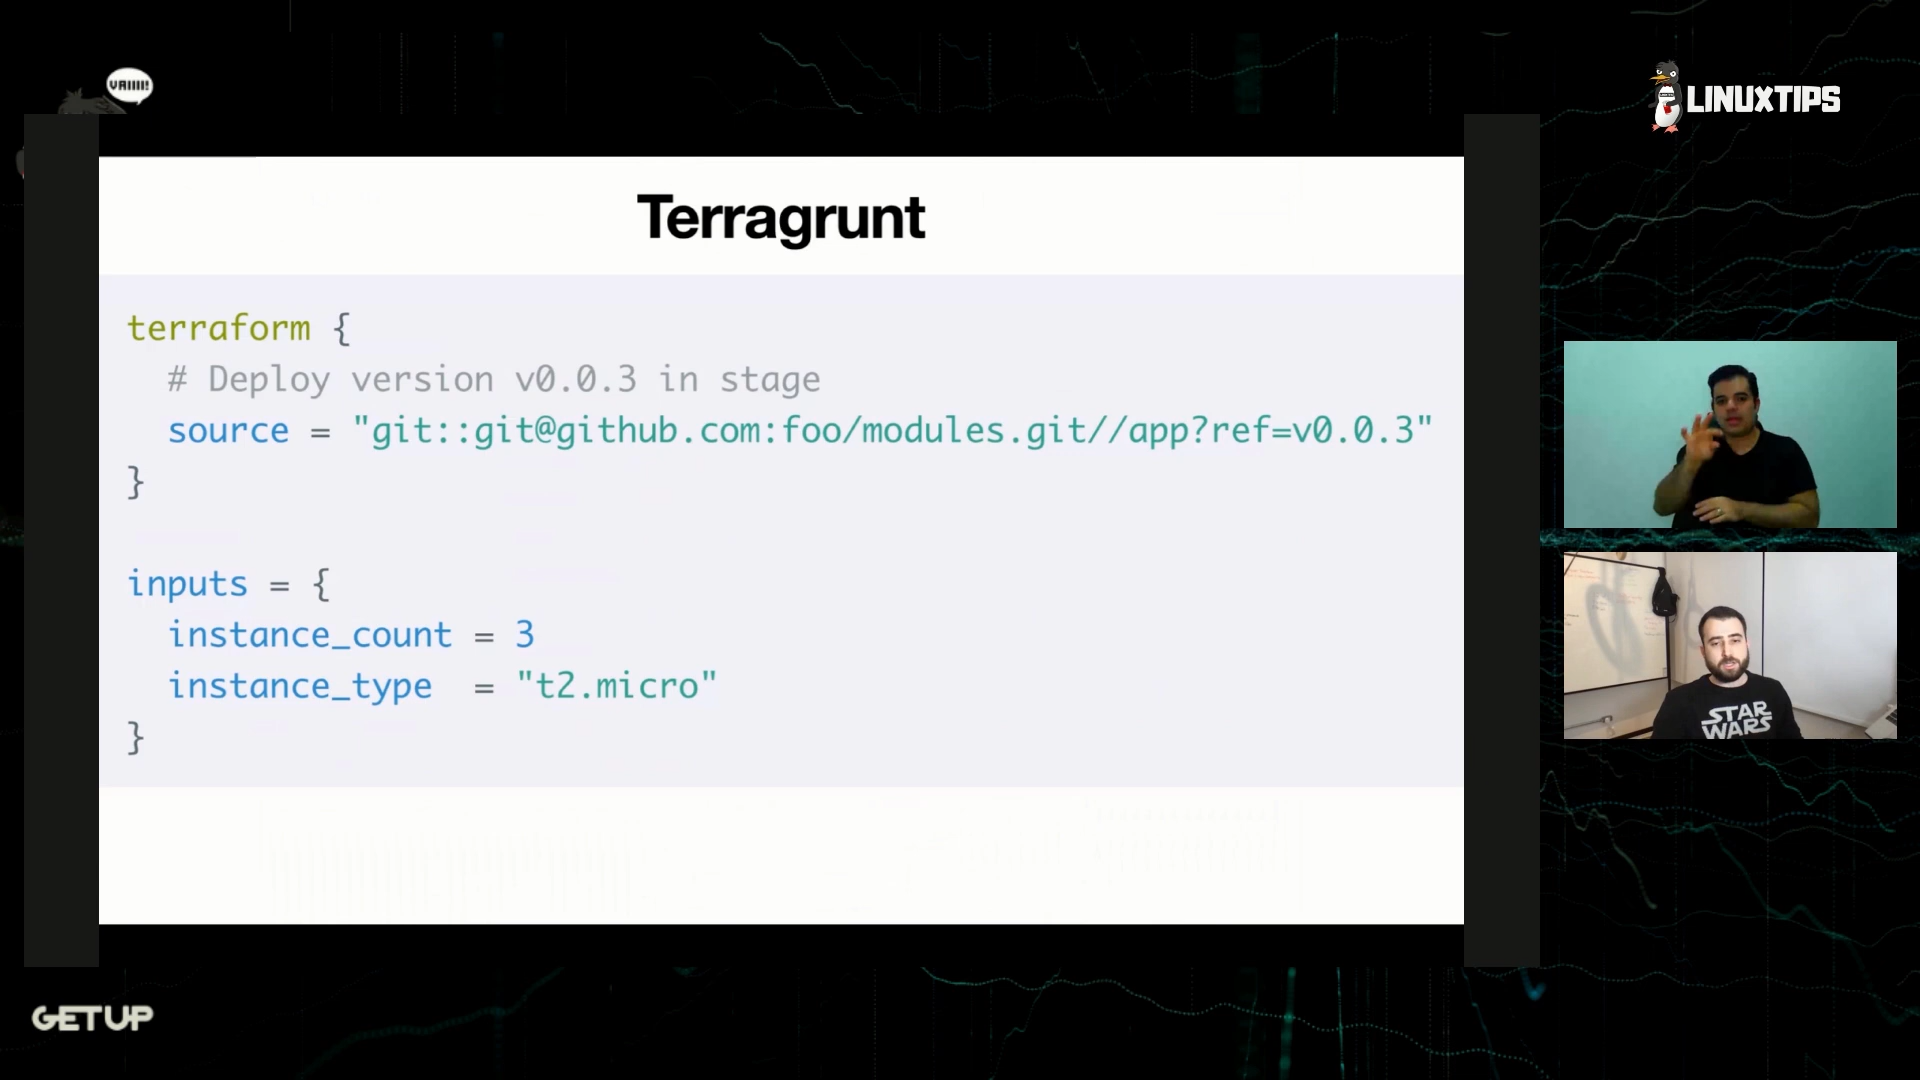 VAIIII!
LINUXTIPS
Terragrunt
terraform {
# Deploy version v0.0.3 in stage
source = "git::git@github.com:foo/modules.git//app?ref=v0.0.3"
}
inputs = {
instance_count = 3
instance_type = "t2.micro"
}
STAR
WARS
GETUP